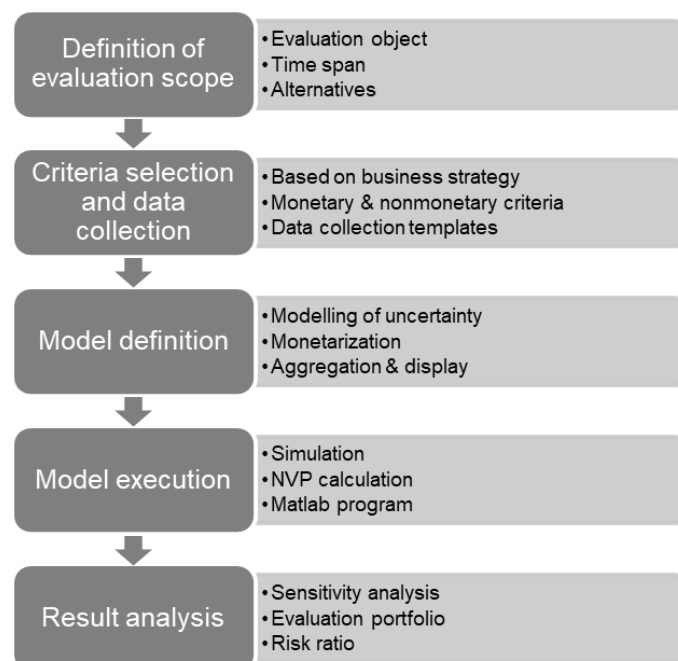 Definition of
evaluation scope
•Evaluation object
•Time span
•Alternatives
Criteria selection
and data
collection
•Based on business strategy
•Monetary & nonmonetary criteria
•Data collection templates
Model definition
•Modelling of uncertainty
•Monetarization
•Aggregation & display
Model execution
•Simulation
•NVP calculation
•Matlab program
Result analysis
•Sensitivity analysis
•Evaluation portfolio
•Risk ratio